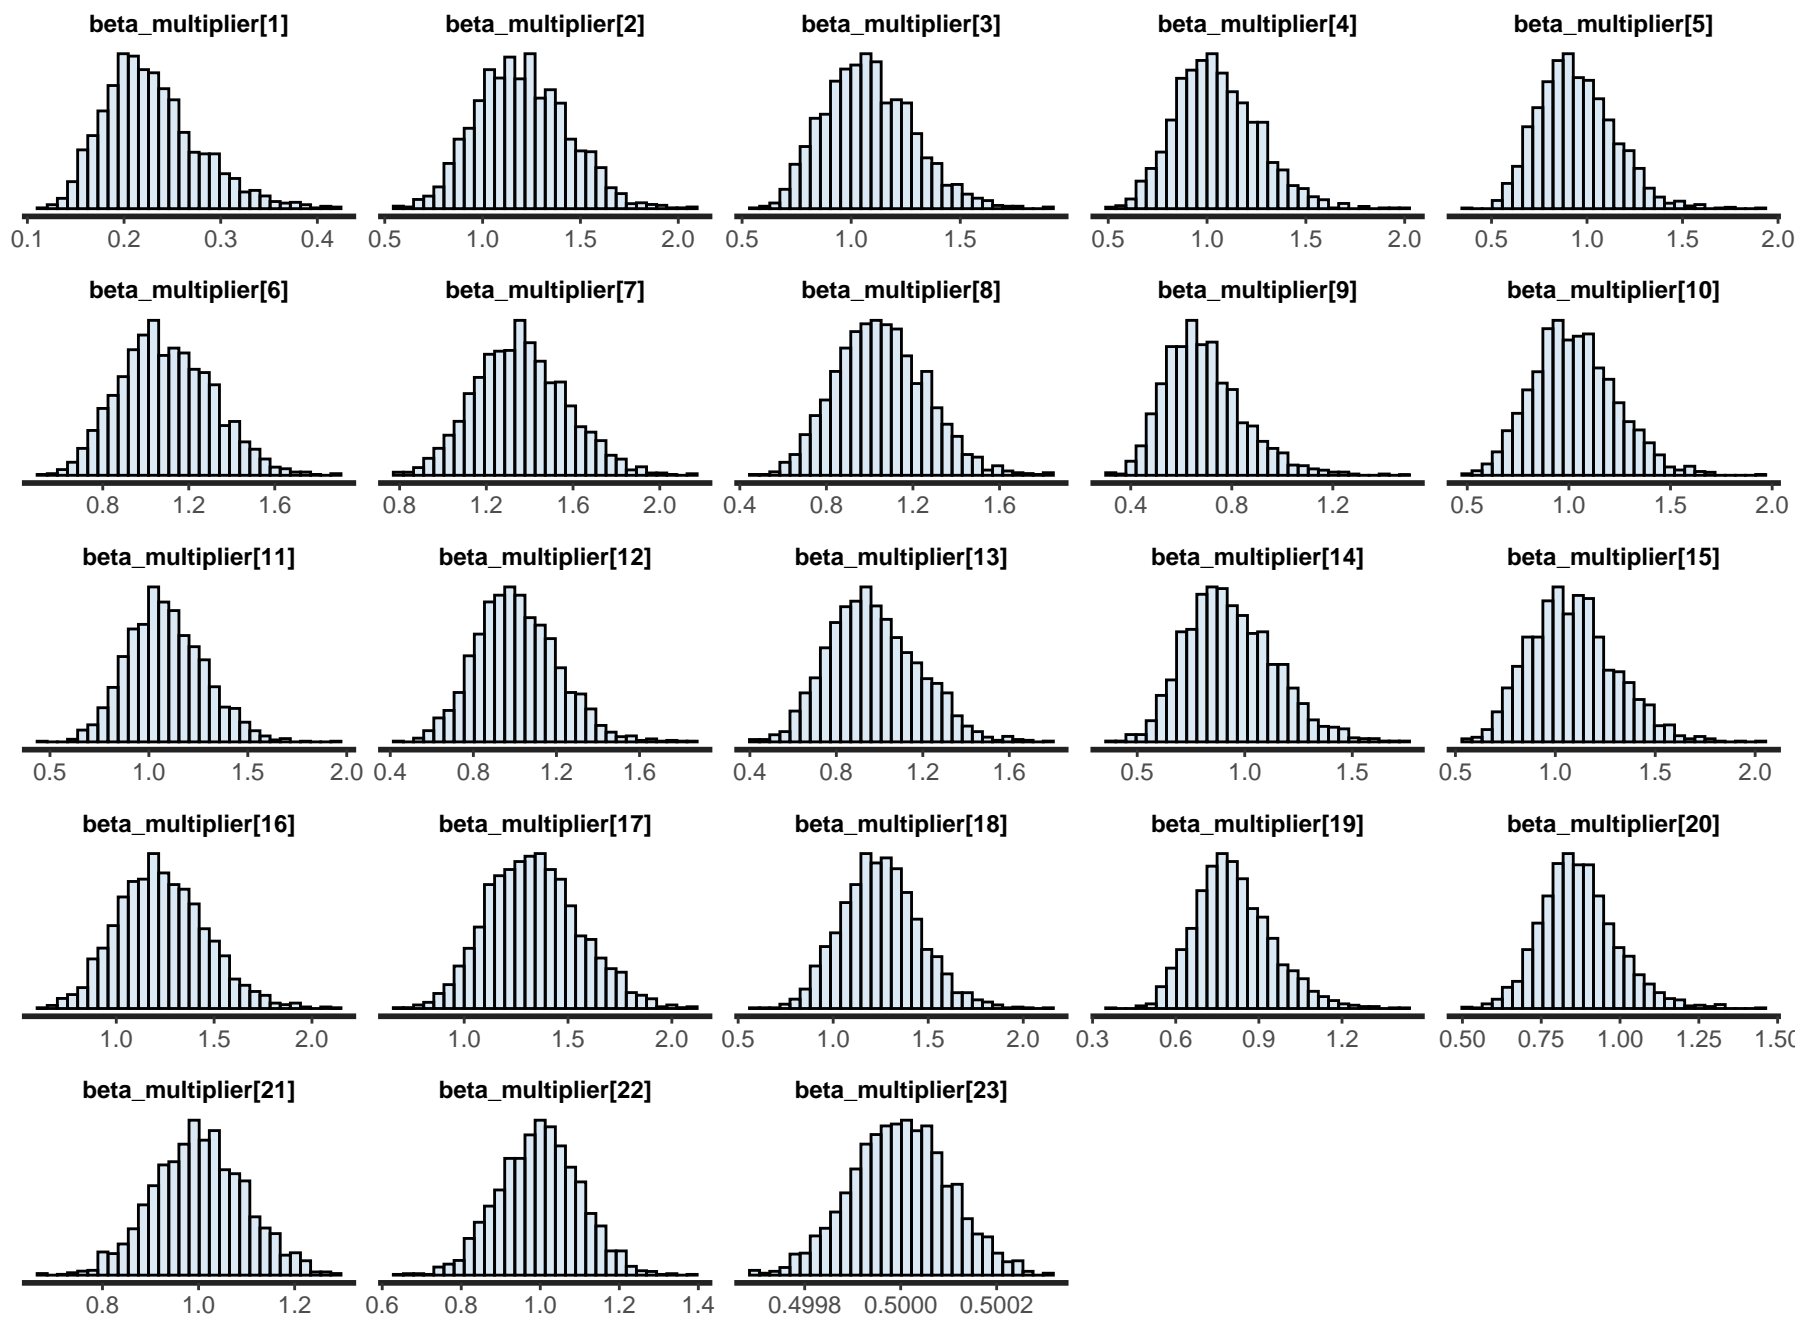 beta_multiplier[1] beta_multiplier[2] beta_multiplier[3] beta_multiplier[4] beta_multiplier[5]
0.1 0.2 0.3 0.4 0.5 1.0 1.5 2.0 0.5 1.0 1.5 0.5 1.0 1.5 2.0 0.5 1.0 1.5 2.0
beta_multiplier[6] beta_multiplier[7] beta_multiplier[8] beta_multiplier[9] beta_multiplier[10]
0.8 1.2 1.6 0.8 1.2 1.6 2.0 0.4 0.8 1.2 1.6 0.4 0.8 1.2 0.5 1.0 1.5 2.0
beta_multiplier[11] beta_multiplier[12] beta_multiplier[13] beta_multiplier[14] beta_multiplier[15]
0.5 1.0 1.5 2.0 0.4 0.8 1.2 1.6 0.4 0.8 1.2 1.6 0.5 1.0 1.5 0.5 1.0 1.5 2.0
beta_multiplier[16] beta_multiplier[17] beta_multiplier[18] beta_multiplier[19] beta_multiplier[20]
1.0 1.5 2.0 1.0 1.5 2.0 0.5 1.0 1.5 2.0 0.3 0.6 0.9 1.2 0.50 0.75 1.00 1.25 1.50
beta_multiplier[21] beta_multiplier[22] beta_multiplier[23]
0.8 1.0 1.2 0.6 0.8 1.0 1.2 1.4 0.4998 0.5000 0.5002